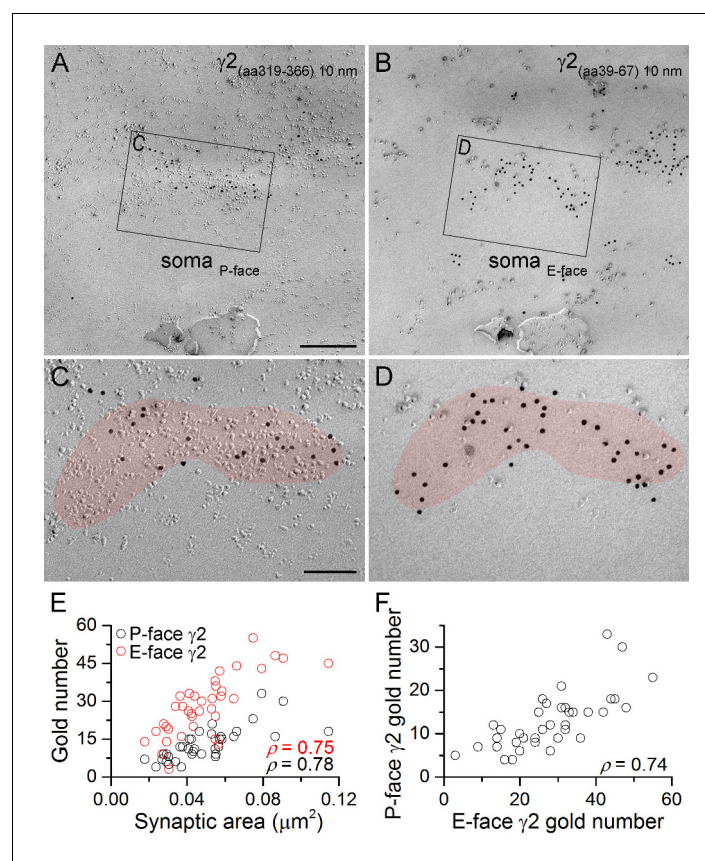 A γ2(aa319-366) 10 nm
B γ2(aa39-67) 10 nm
C
D
soma P-face
soma E-face
C
D
E
F
60
45
30
15
0
Gold number
P-face γ2
E-face γ2
ρ = 0.75
ρ = 0.78
0.00 0.04 0.08 0.12
Synaptic area (μm²)
30
20
10
0
P-face γ2 gold number
ρ = 0.74
0 20 40 60
E-face γ2 gold number